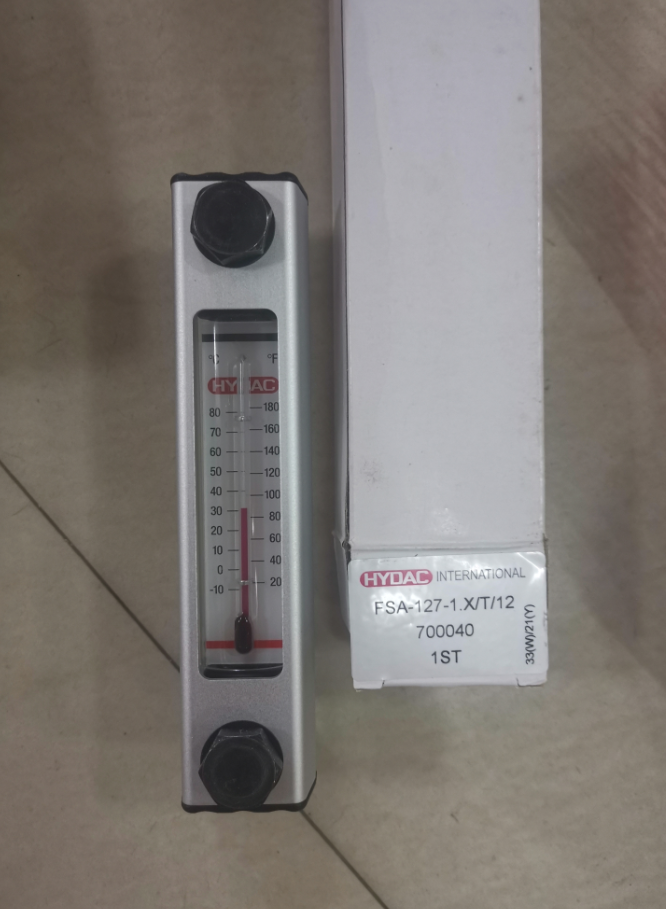 °C °F
HYDAC
80 180
70 160
60 140
50 120
40 100
30 80
20 60
10 40
0 20
-10
HYDAC INTERNATIONAL
FSA-127-1.X/T/12
700040
1ST
33(W)/21(Y)